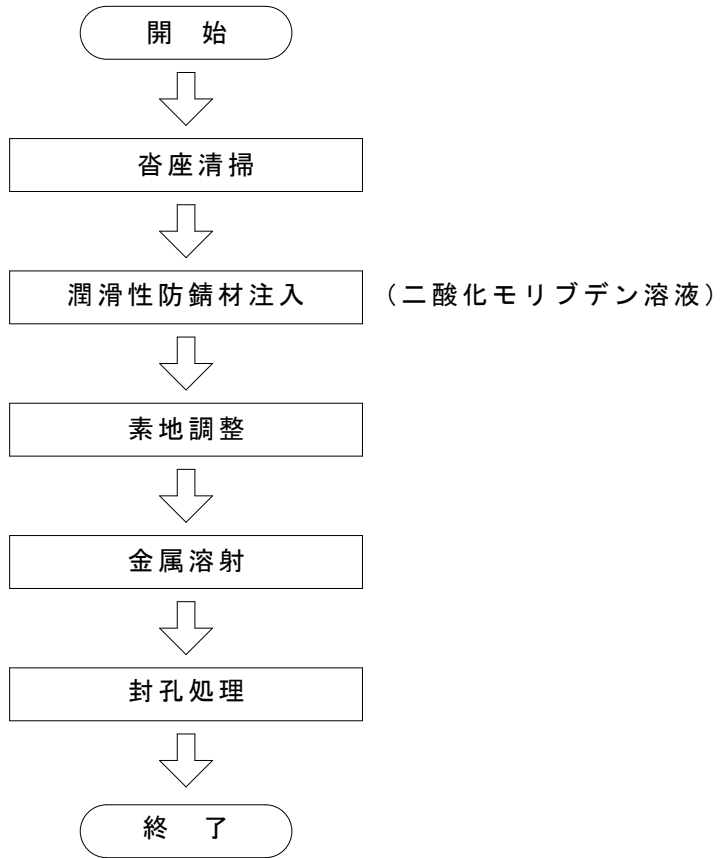 開 始
沓座清掃
潤滑性防錆材注入 （二酸化モリブデン溶液）
素地調整
金属溶射
封孔処理
終 了